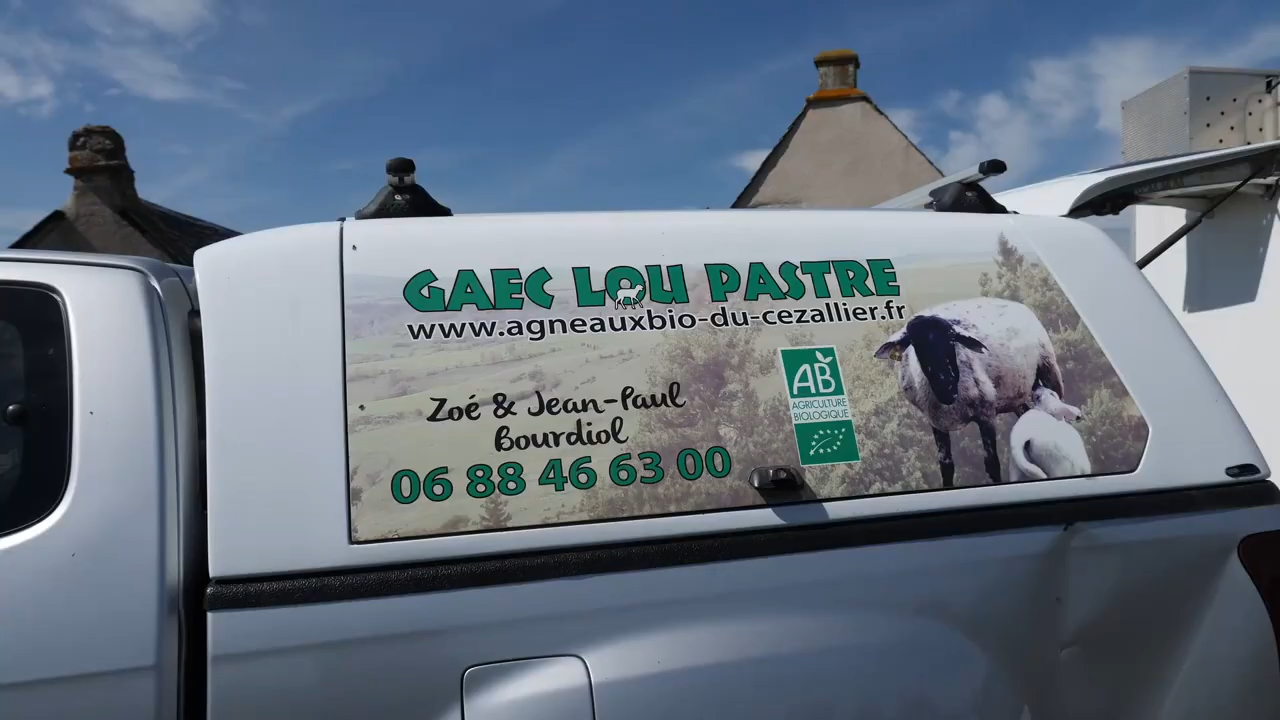 GAEC LOU PASTRE
www.agneauxbio-du-cezallier.fr
Zoé & Jean-Paul
Bourdiol
06 88 46 63 00
AB
AGRICULTURE
BIOLOGIQUE